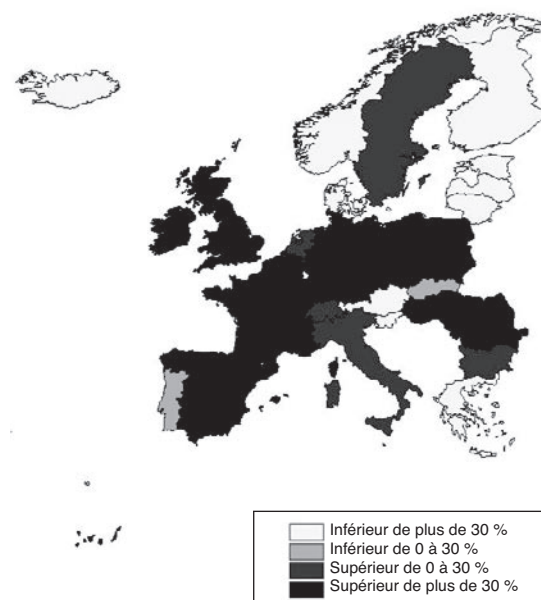 Inférieur de plus de 30 %
Inférieur de 0 à 30 %
Supérieur de 0 à 30 %
Supérieur de plus de 30 %